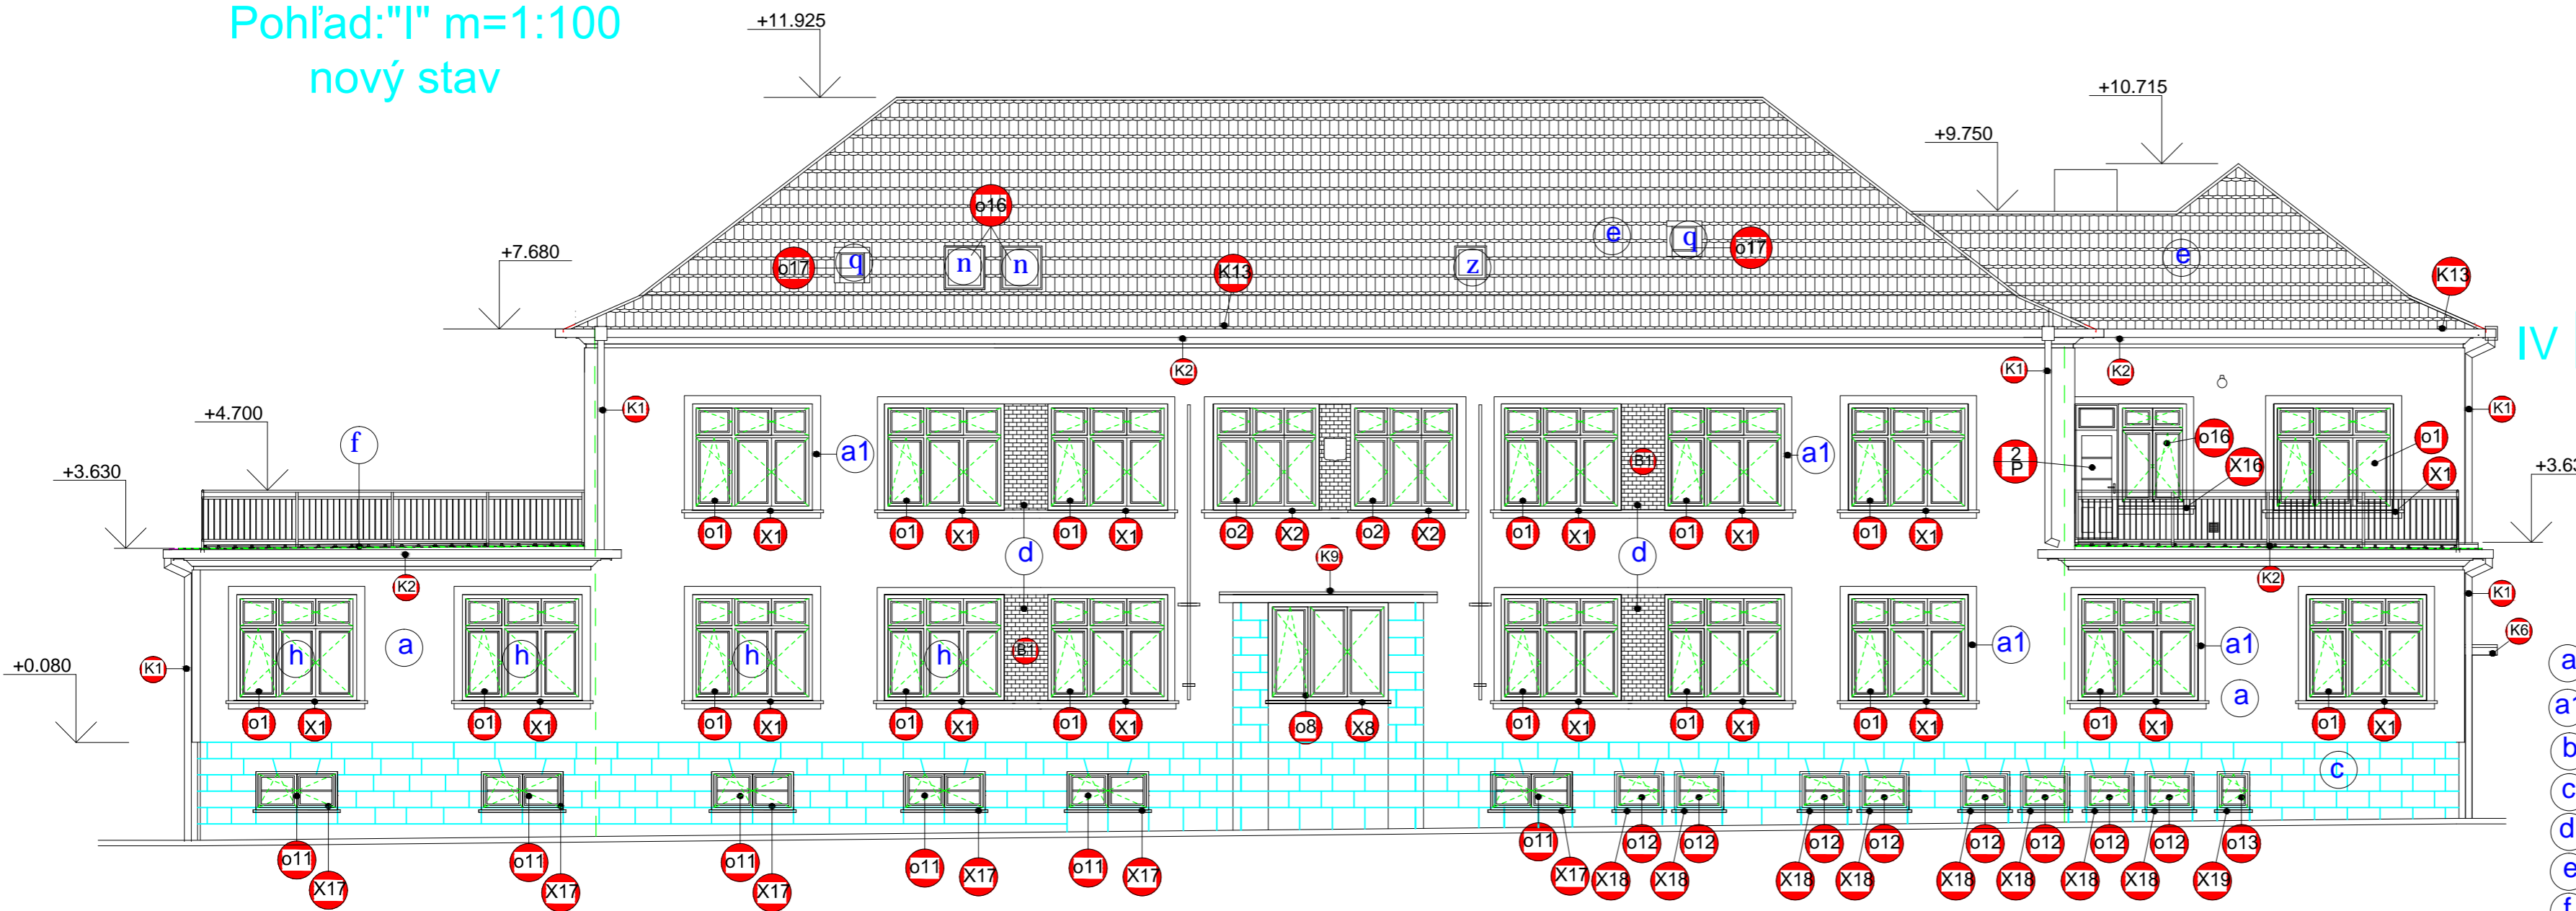 Pohľad:"I" m=1:100
nový stav
+11.925
+10.715
+9.750
o16
e
q
o17
o17
q
n
n
z
e
+7.680
K13
K13
IV
K2
K1
K2
+4.700
K1
K1
f
a1
a1
o16
o1
+3.630
B1
2
P
X16
X1
+3.63
o1
X1
o1
X1
o1
X1
o2
X2
o2
X2
o1
X1
o1
X1
o1
X1
d
d
K9
K2
K2
K1
K6
+0.080
K1
h
a
h
h
h
B1
a1
a1
a
a
a1
o1
X1
o1
X1
o1
X1
o1
X1
o1
X1
o8
X8
o1
X1
o1
X1
o1
X1
o1
X1
o1
X1
b
c
c
d
o11
o11
o11
o11
o11
o11
o12
o12
o12
o12
o12
o12
o12
o12
o13
e
X17
X17
X17
X17
X17
X17
X18
X18
X18
X18
X18
X18
X18
X18
X19
f